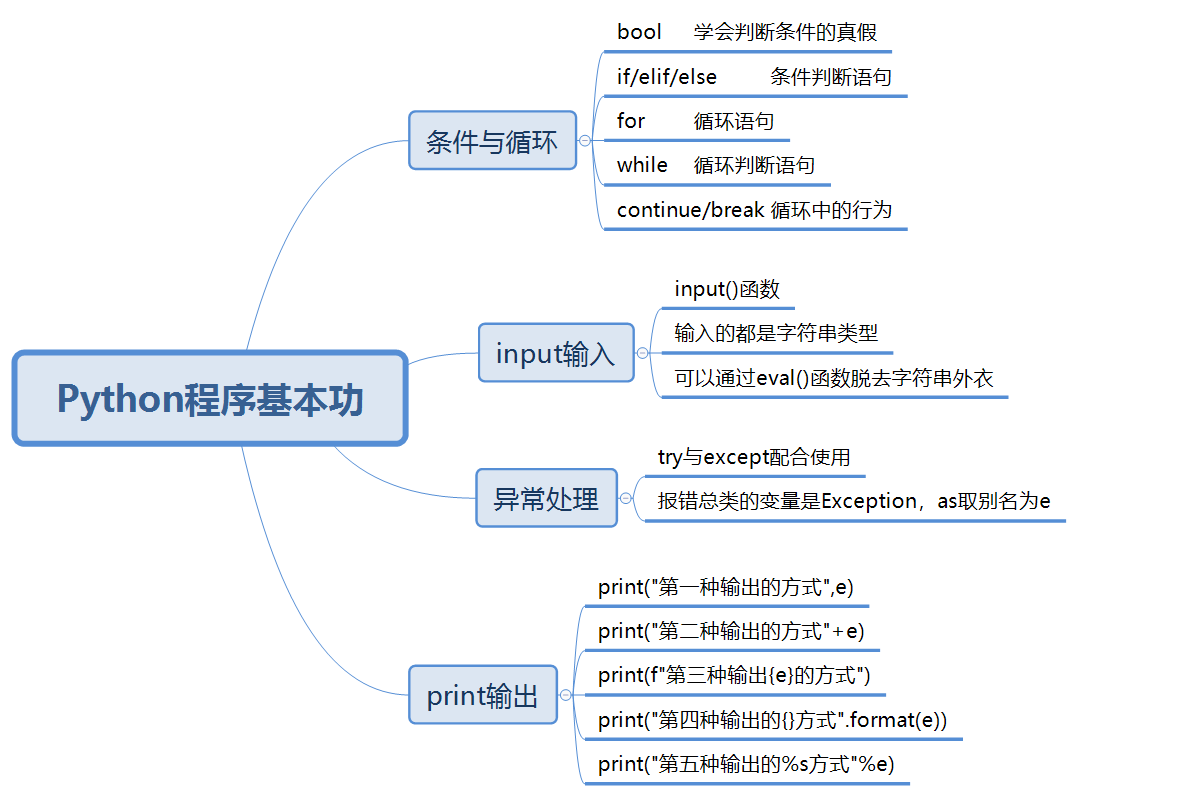 Python程序基本功
条件与循环
bool 学会判断条件的真假
if/elif/else 条件判断语句
for 循环语句
while 循环判断语句
continue/break 循环中的行为
input输入
input()函数
输入的都是字符串类型
可以通过eval()函数脱去字符串外衣
异常处理
try与except配合使用
报错总类的变量是Exception，as取别名为e
print输出
print("第一种输出的方式",e)
print("第二种输出的方式"+e)
print(f"第三种输出{e}的方式")
print("第四种输出的{}方式".format(e))
print("第五种输出的%s方式"%e)